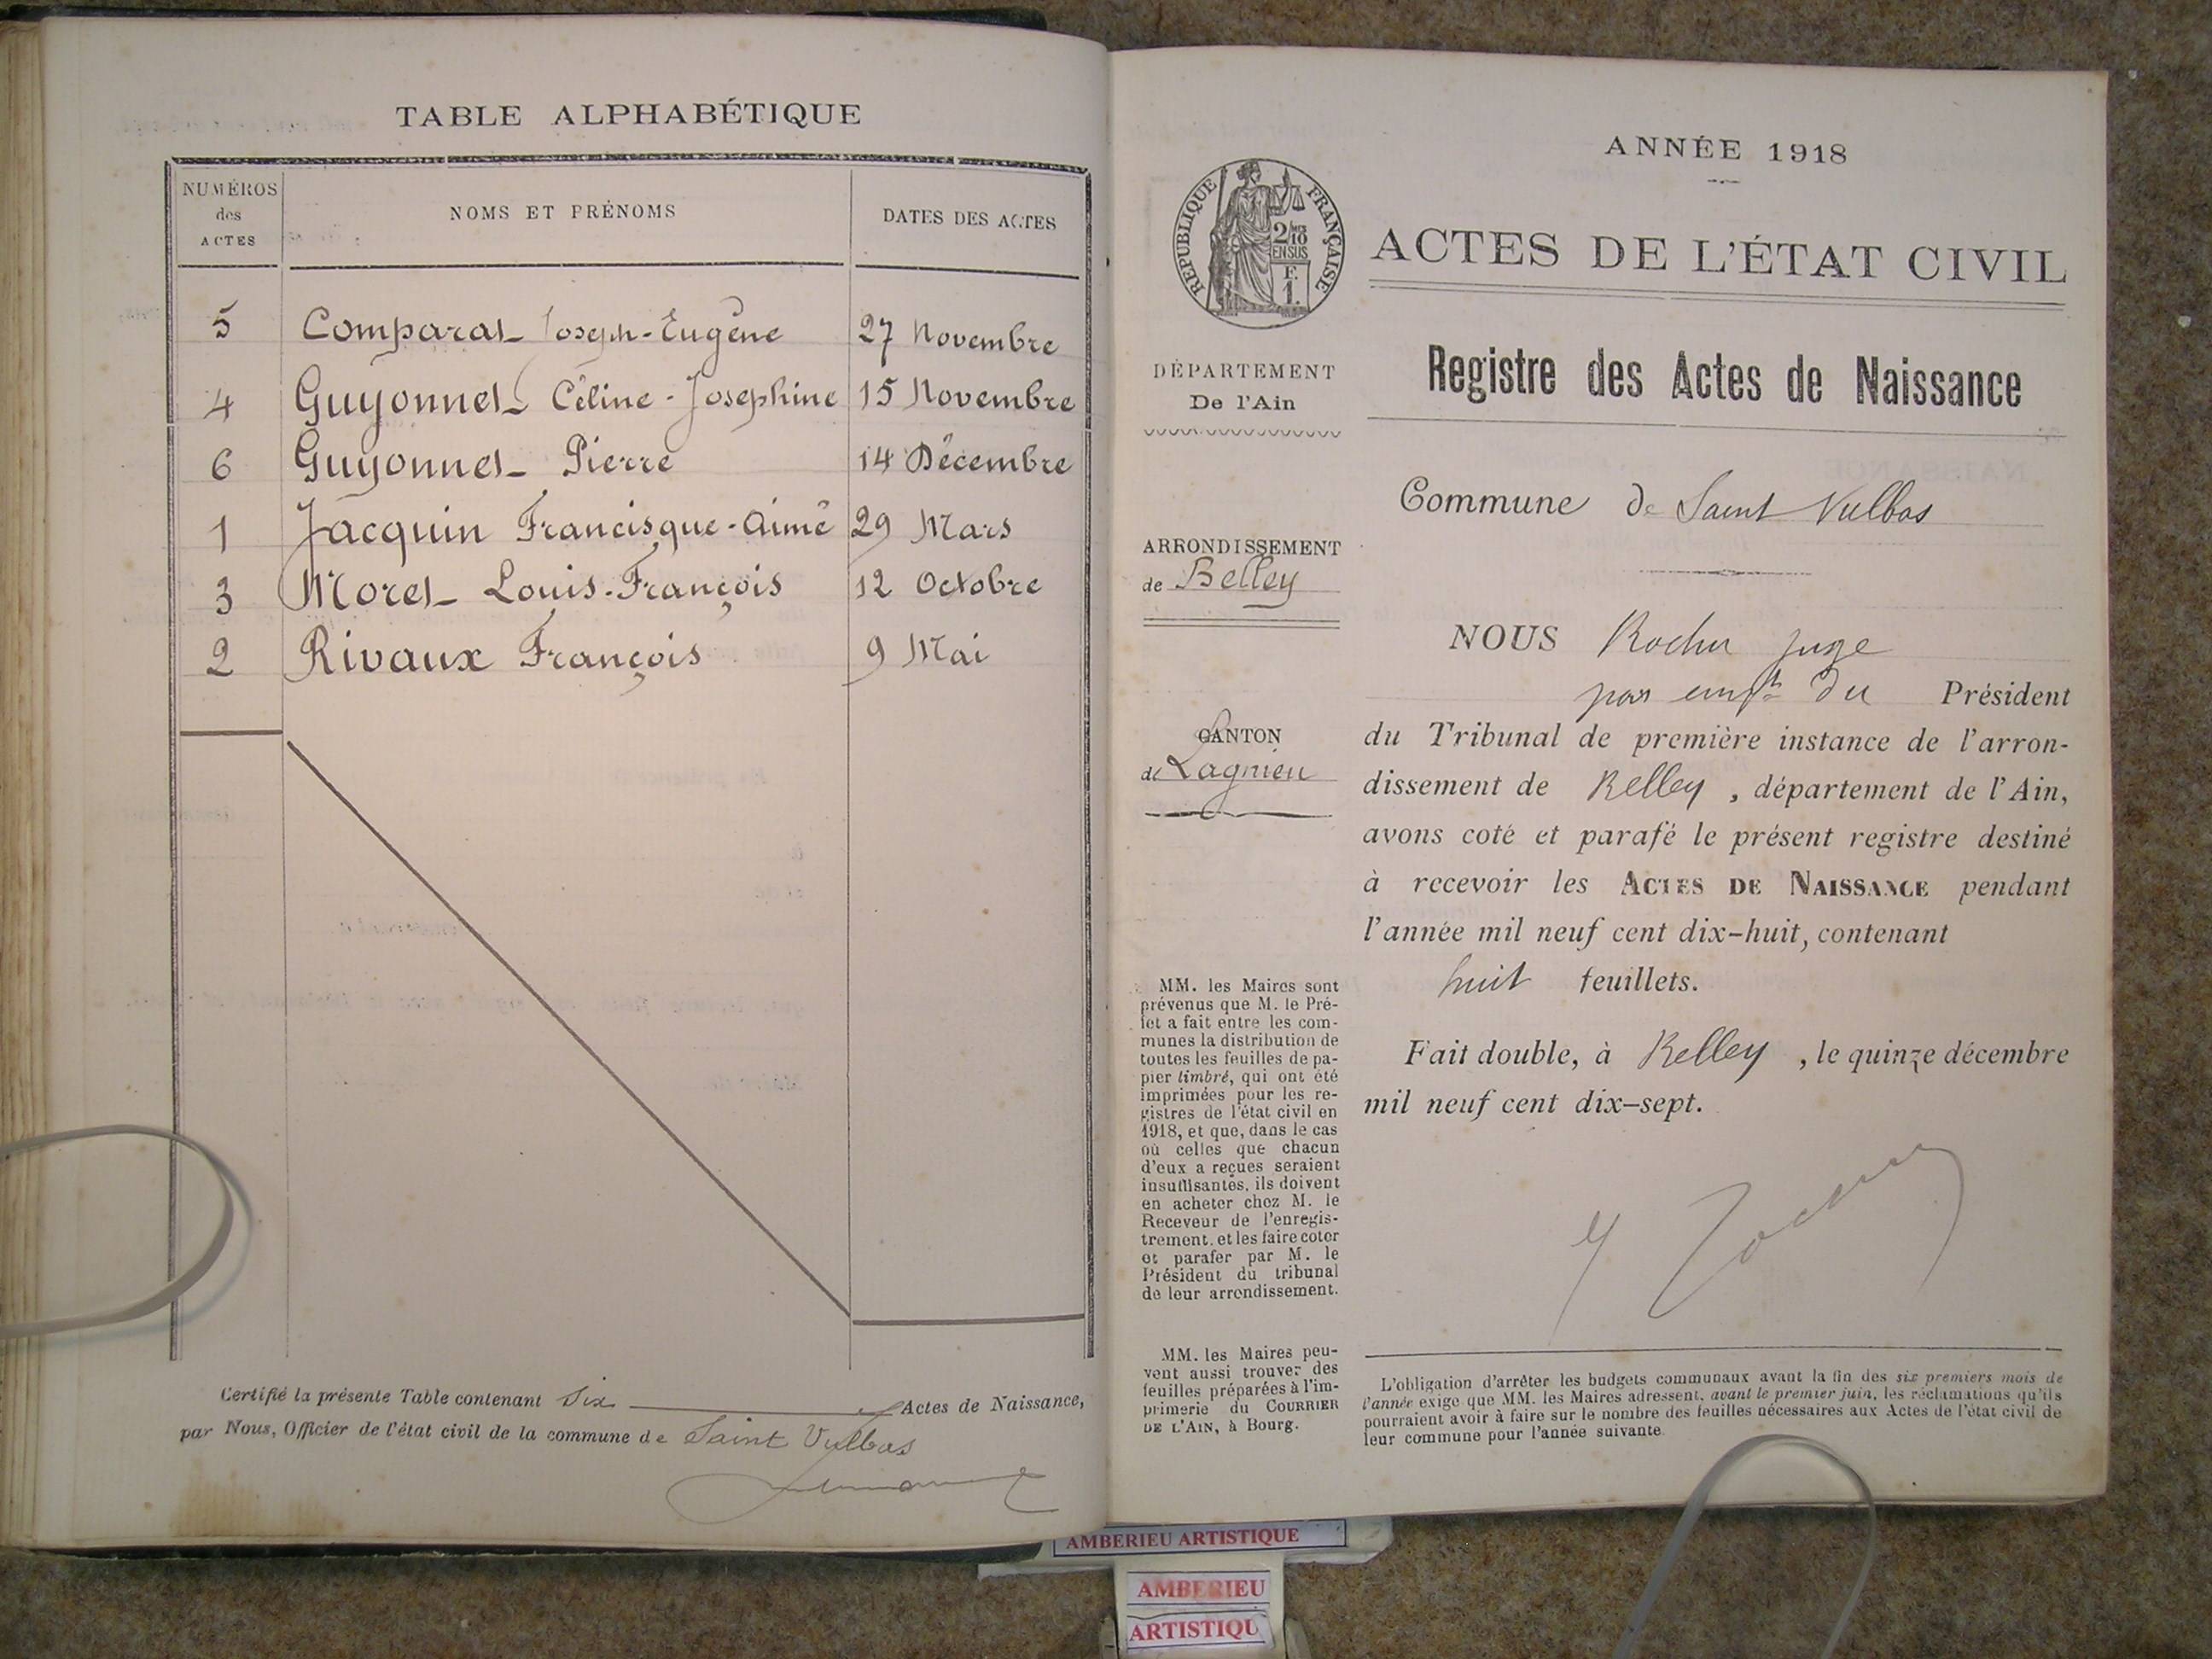 TABLE ALPHABÉTIQUE
NUMÉROS
des
ACTES
NOMS ET PRÉNOMS
DATES DES ACTES
5 Comparat Joseph-Eugène 27 Novembre
4 Guyonnet Céline-Josephine 15 Novembre
6 Guyonnet Pierre 14 Décembre
1 Jacquin Francisque-Aimé 29 Mars
3 Moret Louis-François 12 Octobre
2 Rivaux François 9 Mai
Certifié la présente Table contenant Six Actes de Naissance,
par Nous, Officier de l'état civil de la commune de Saint Vulbas
ANNÉE 1918
RÉPUBLIQUE FRANÇAISE
2/10
EN SUS
F.
1.
ACTES DE L'ÉTAT CIVIL
Registre des Actes de Naissance
DÉPARTEMENT
De l'Ain
ARRONDISSEMENT
de Belley
CANTON
de Lagnieu
MM. les Maires sont
prévenus que M. le Pré-
fet a fait entre les com-
munes la distribution de
toutes les feuilles de pa-
pier timbré, qui ont été
imprimées pour les re-
gistres de l'état civil en
1918, et que, dans le cas
où celles que chacun
d'eux a reçues seraient
insuffisantes, ils doivent
en acheter chez M. le
Receveur de l'enregis-
trement, et les faire coter
et parafer par M. le
Président du tribunal
de leur arrondissement.
MM. les Maires peu-
vent aussi trouver des
feuilles préparées à l'im-
primerie du COURRIER
DE L'AIN, à Bourg.
Commune de Saint Vulbas
NOUS Rocher juge
par empt du Président
du Tribunal de première instance de l'arron-
dissement de Belley, département de l'Ain,
avons coté et parafé le présent registre destiné
à recevoir les ACTES DE NAISSANCE pendant
l'année mil neuf cent dix-huit, contenant
huit feuillets.
Fait double, à Belley, le quinze décembre
mil neuf cent dix-sept.
L'obligation d'arrêter les budgets communaux avant la fin des six premiers mois de
l'année exige que MM. les Maires adressent, avant le premier juin, les réclamations qu'ils
pourraient avoir à faire sur le nombre des feuilles nécessaires aux Actes de l'état civil de
leur commune pour l'année suivante.
AMBERIEU ARTISTIQUE
AMBERIEU
ARTISTIQU